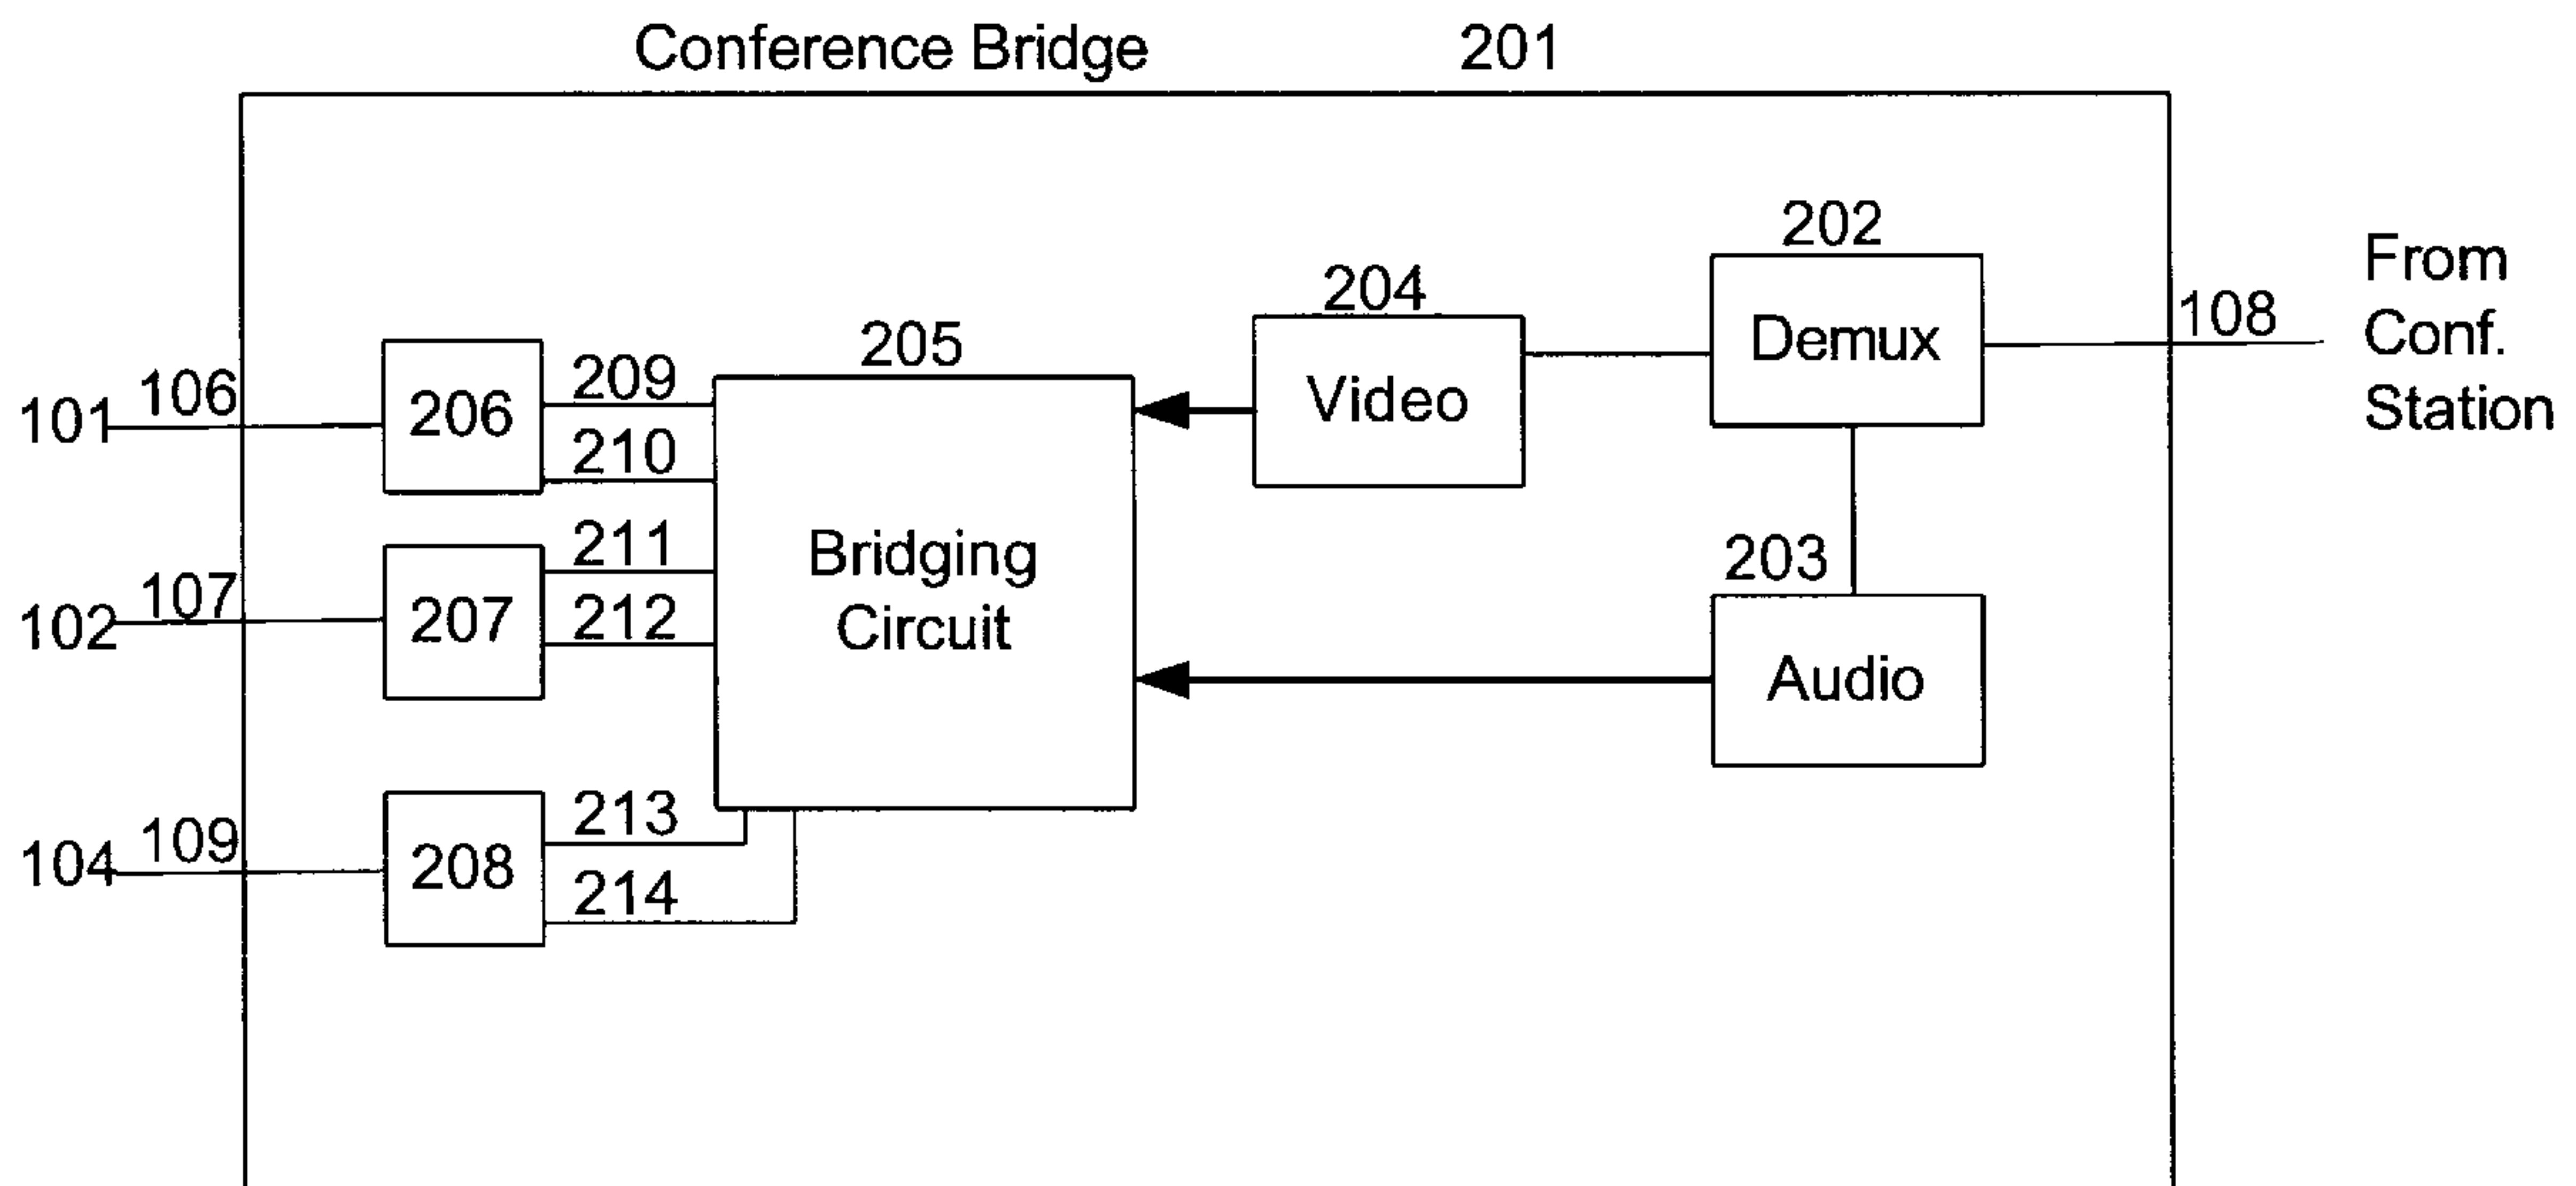 Conference Bridge 201
202
From
Conf.
Station
108
Demux
204
Video
205
209
106
101
206
210
Bridging
Circuit
211
203
107
102
207
212
Audio
213
109
104
208
214